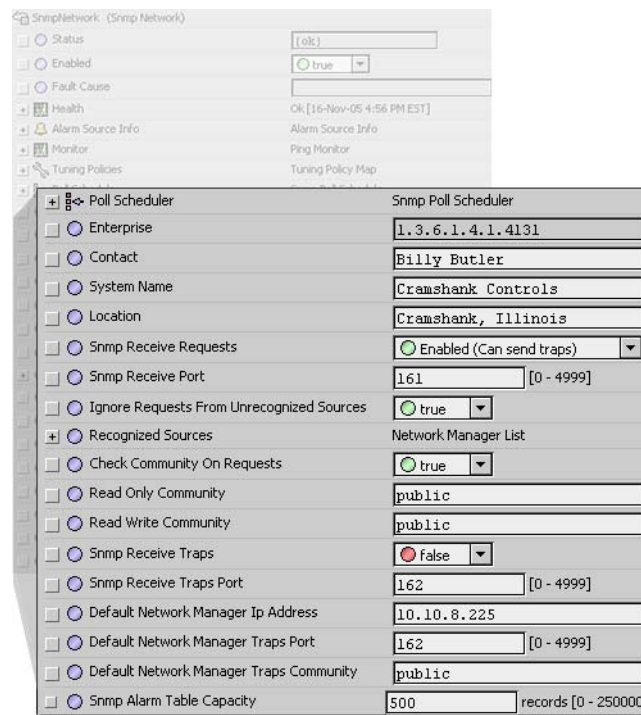 SnmpNetwork (Snmp Network)
Status {ok}
Enabled true
Fault Cause
Health Ok [16-Nov-05 4:56 PM EST]
Alarm Source Info Alarm Source Info
Monitor Ping Monitor
Tuning Policies Tuning Policy Map
Poll Scheduler Snmp Poll Scheduler
Enterprise 1.3.6.1.4.1.4131
Contact Billy Butler
System Name Cramshank Controls
Location Cramshank, Illinois
Snmp Receive Requests Enabled (Can send traps)
Snmp Receive Port 161 [0 - 4999]
Ignore Requests From Unrecognized Sources true
Recognized Sources Network Manager List
Check Community On Requests true
Read Only Community public
Read Write Community public
Snmp Receive Traps false
Snmp Receive Traps Port 162 [0 - 4999]
Default Network Manager Ip Address 10.10.8.225
Default Network Manager Traps Port 162 [0 - 4999]
Default Network Manager Traps Community public
Snmp Alarm Table Capacity 500 records [0 - 250000